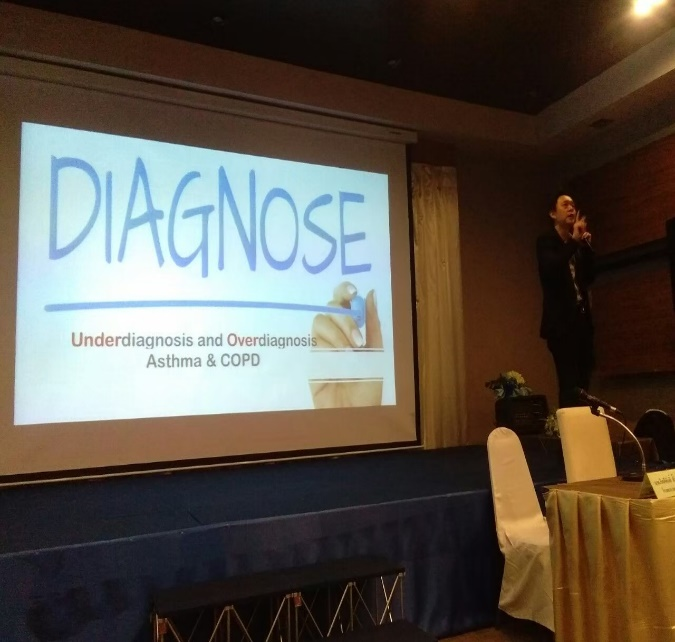 DIAGNOSE
Underdiagnosis and Overdiagnosis
Asthma & COPD